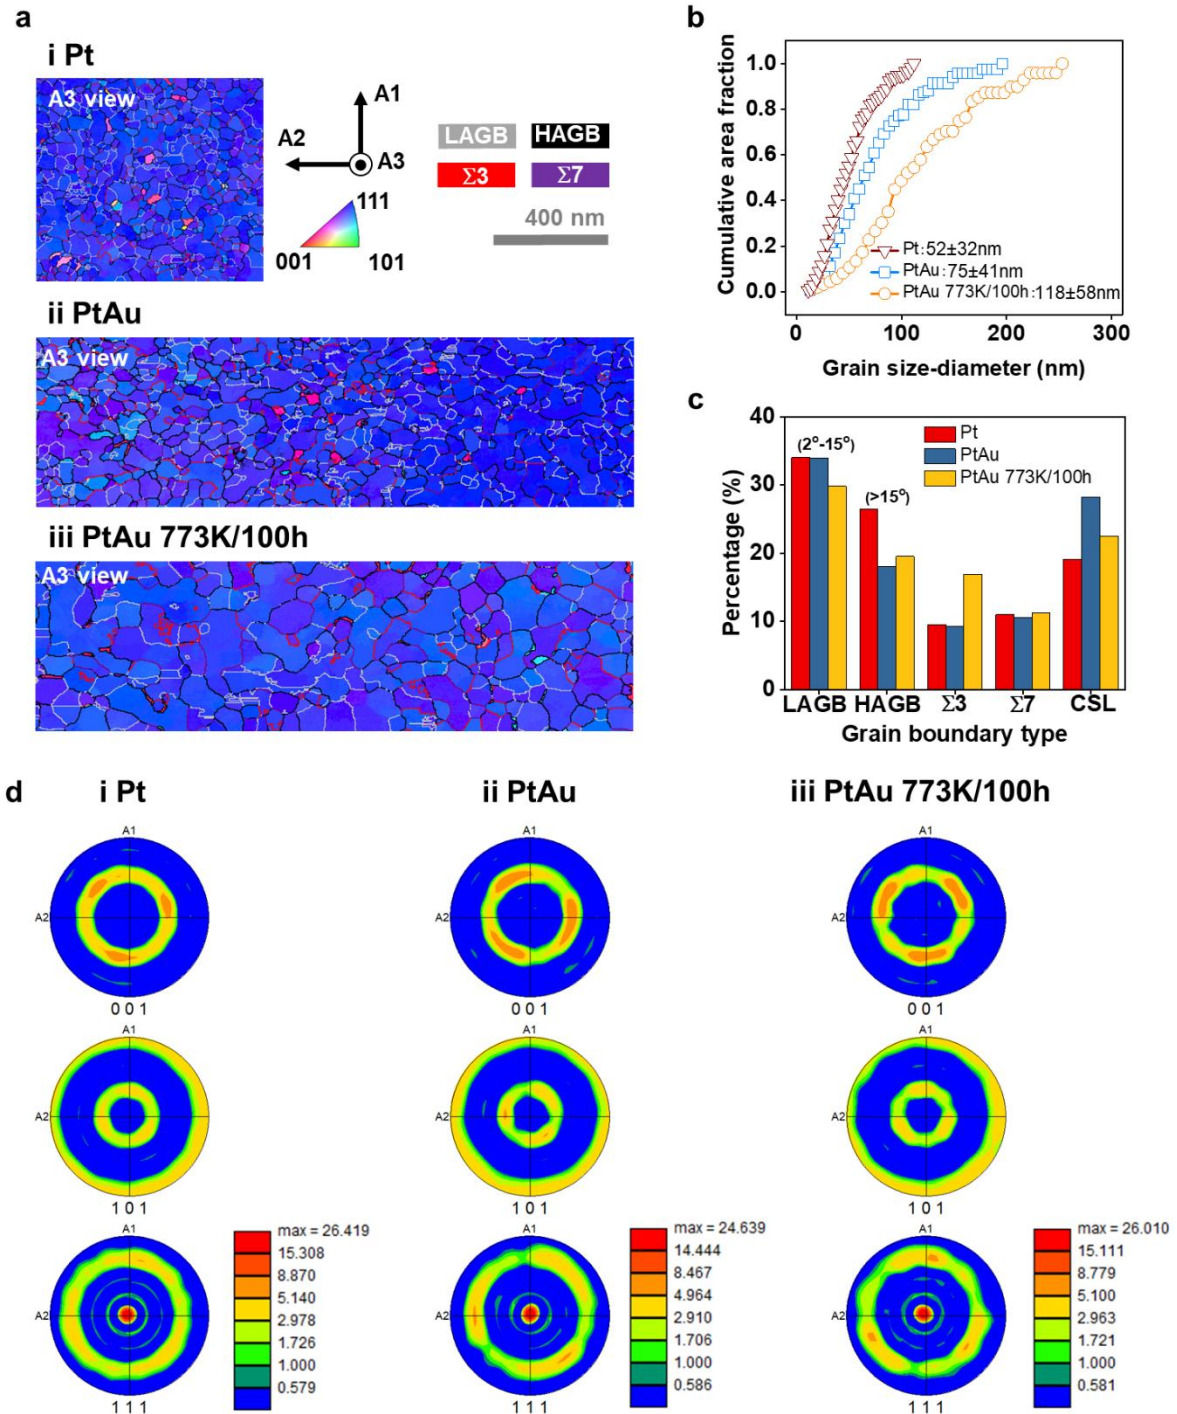 a
i Pt
A3 view
A1
A2
A3
111
001
101
LAGB
HAGB
Σ3
Σ7
400 nm
ii PtAu
A3 view
iii PtAu 773K/100h
A3 view
b
Cumulative area fraction
1.0
0.8
0.6
0.4
0.2
0.0
Pt:52±32nm
PtAu:75±41nm
PtAu 773K/100h:118±58nm
0
100
200
300
Grain size-diameter (nm)
c
Percentage (%)
40
30
20
10
0
(2°-15°)
(>15°)
Pt
PtAu
PtAu 773K/100h
LAGB
HAGB
Σ3
Σ7
CSL
Grain boundary type
d
i Pt
ii PtAu
iii PtAu 773K/100h
A1
A2
0 0 1
A1
A2
0 0 1
A1
A2
0 0 1
A1
A2
1 0 1
A1
A2
1 0 1
A1
A2
1 0 1
A1
A2
1 1 1
max = 26.419
15.308
8.870
5.140
2.978
1.726
1.000
0.579
A1
A2
1 1 1
max = 24.639
14.444
8.467
4.964
2.910
1.706
1.000
0.586
A1
A2
1 1 1
max = 26.010
15.111
8.779
5.100
2.963
1.721
1.000
0.581